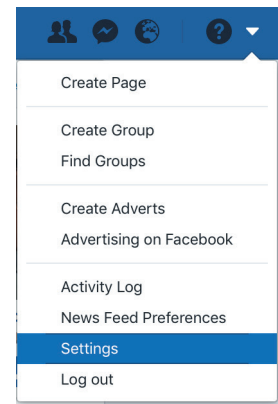 Create Page
Create Group
Find Groups
Create Adverts
Advertising on Facebook
Activity Log
News Feed Preferences
Settings
Log out